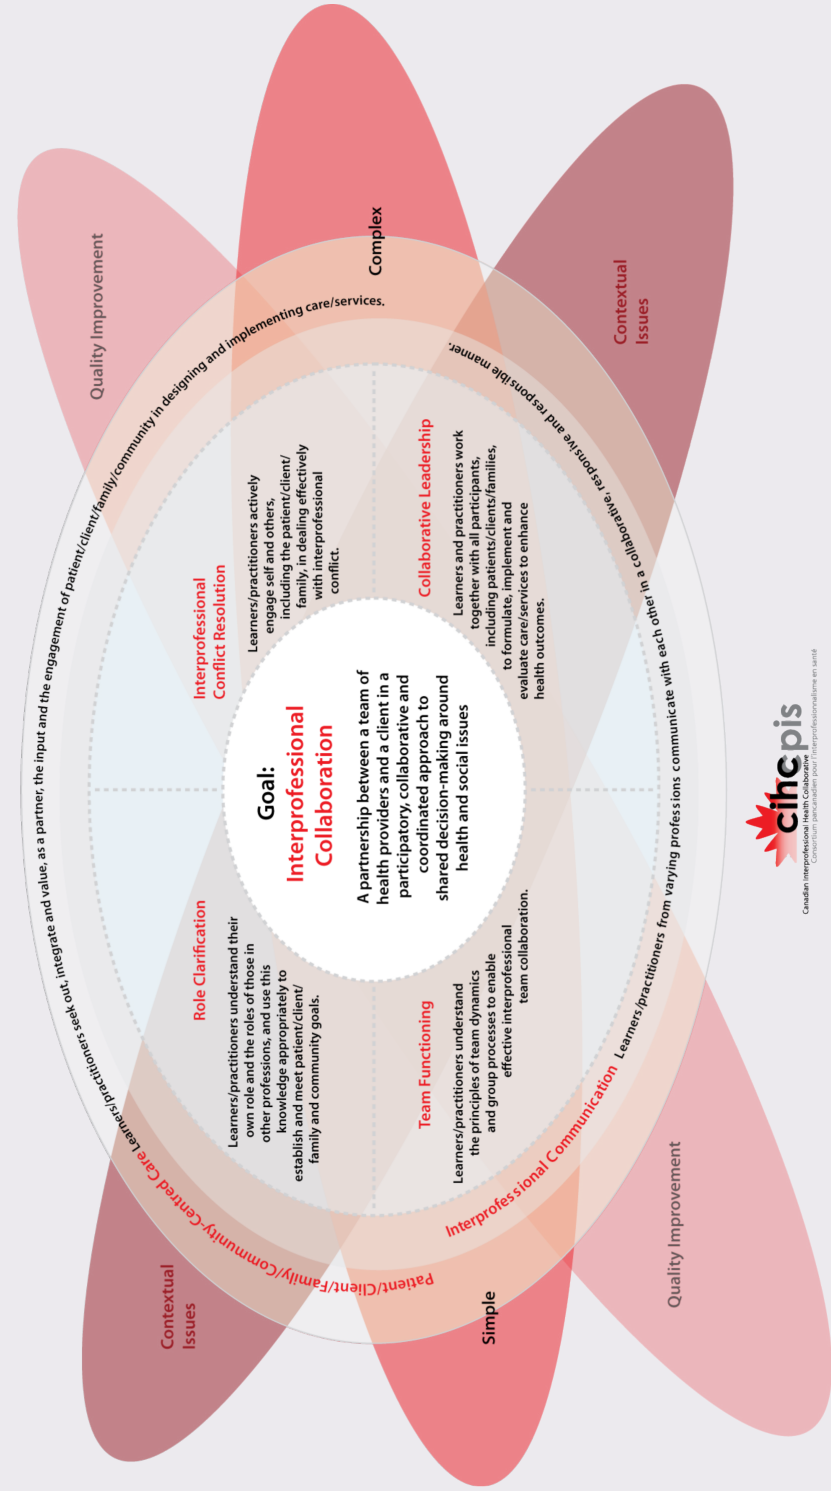 Patient/Client/Family/Community-Centred Care Learners/practitioners seek out, integrate and value, as a partner, the input and the engagement of patient/client/family/community in designing and implementing care/services.
Contextual
Issues
Quality Improvement
Role Clarification
Learners/practitioners understand their
own role and the roles of those in
other professions, and use this
knowledge appropriately to
establish and meet patient/client/
family and community goals.
Interprofessional
Conflict Resolution
Learners/practitioners actively
engage self and others,
including the patient/client/
family, in dealing effectively
with interprofessional
conflict.
Goal:
Interprofessional
Collaboration
A partnership between a team of
health providers and a client in a
participatory, collaborative and
coordinated approach to
shared decision-making around
health and social issues
Simple
Complex
Team Functioning
Learners/practitioners understand
the principles of team dynamics
and group processes to enable
effective interprofessional
team collaboration.
Collaborative Leadership
Learners and practitioners work
together with all participants,
including patients/clients/families,
to formulate, implement and
evaluate care/services to enhance
health outcomes.
Interprofessional Communication Learners/practitioners from varying professions communicate with each other in a collaborative, responsive and responsible manner.
Quality Improvement
Contextual
Issues
cihcpis
Canadian Interprofessional Health Collaborative
Consortium pancanadien pour l'interprofessionnalisme en santé